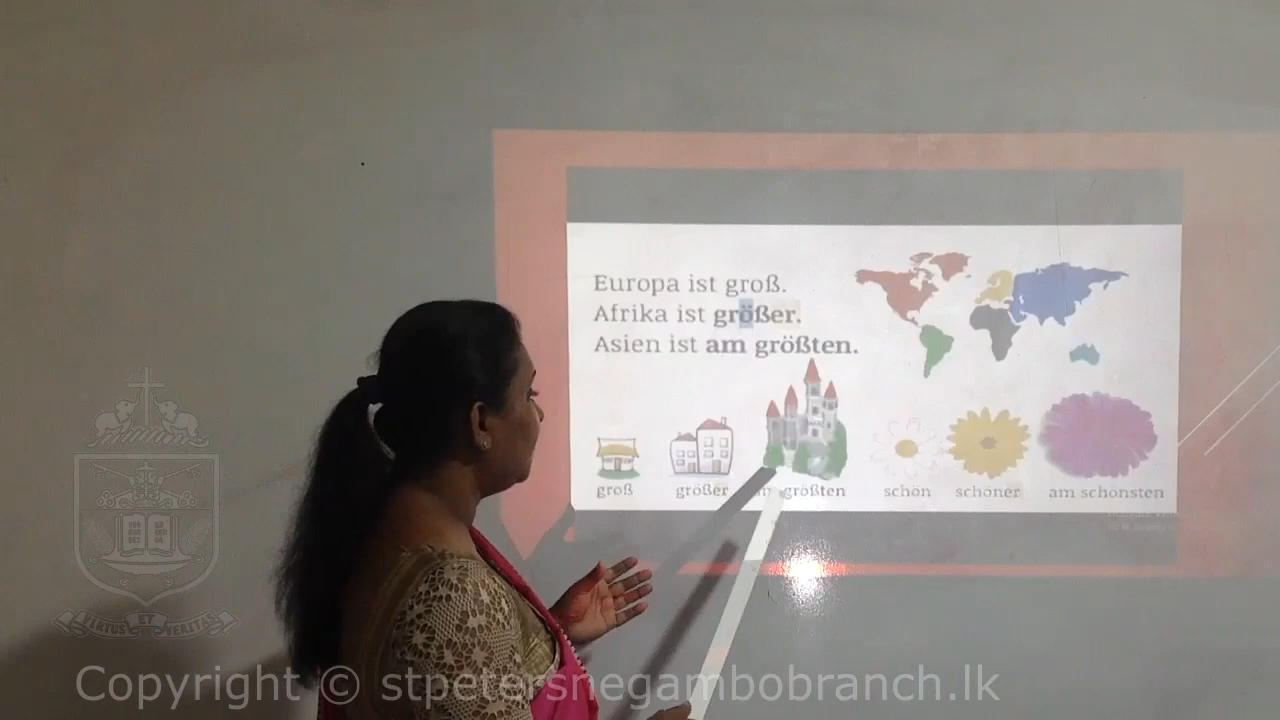 Europa ist groß.
Afrika ist größer.
Asien ist am größten.
groß größer größten schön schöner am schönsten
VIRTUS ET VERITAS
Copyright © stpetersnegambobranch.lk